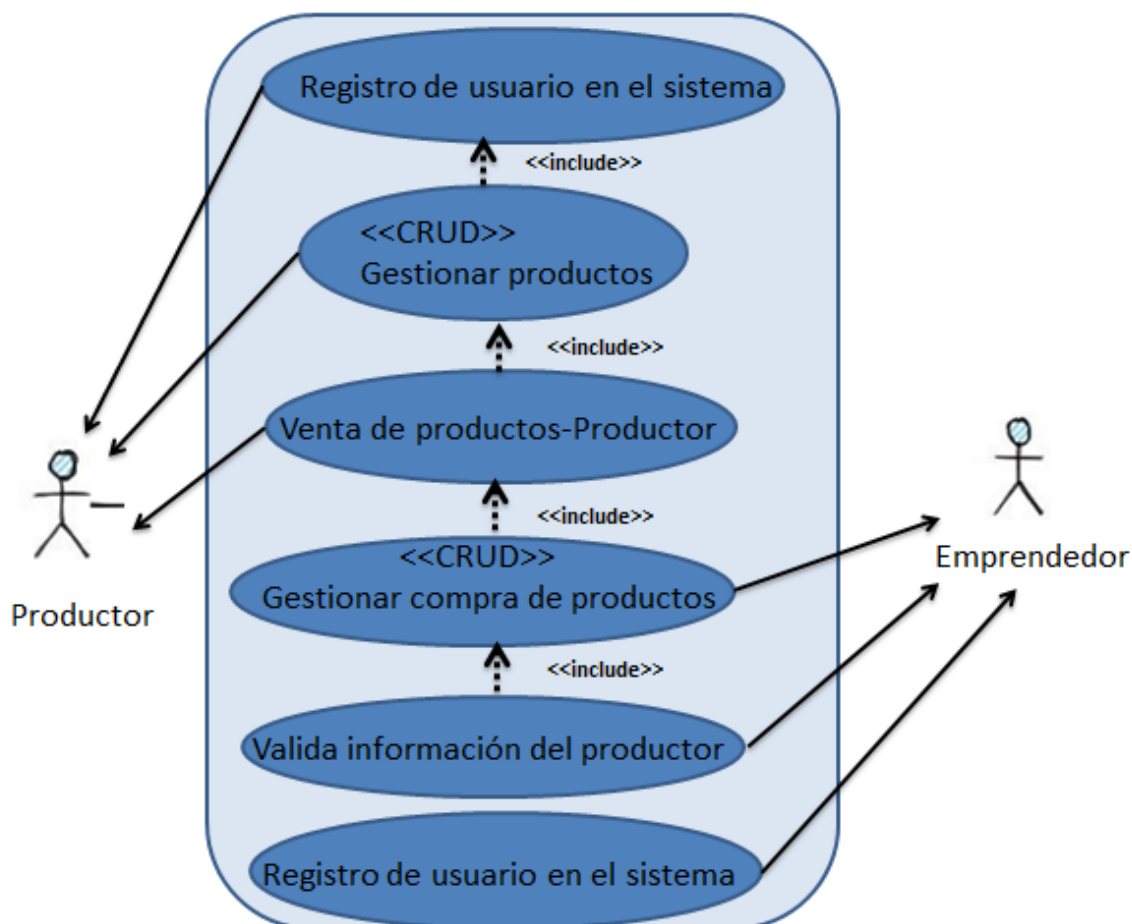 Registro de usuario en el sistema
<<include>>
<<CRUD>>
Gestionar productos
<<include>>
Venta de productos-Productor
<<include>>
<<CRUD>>
Gestionar compra de productos
Emprendedor
Productor
<<include>>
Valida información del productor
Registro de usuario en el sistema